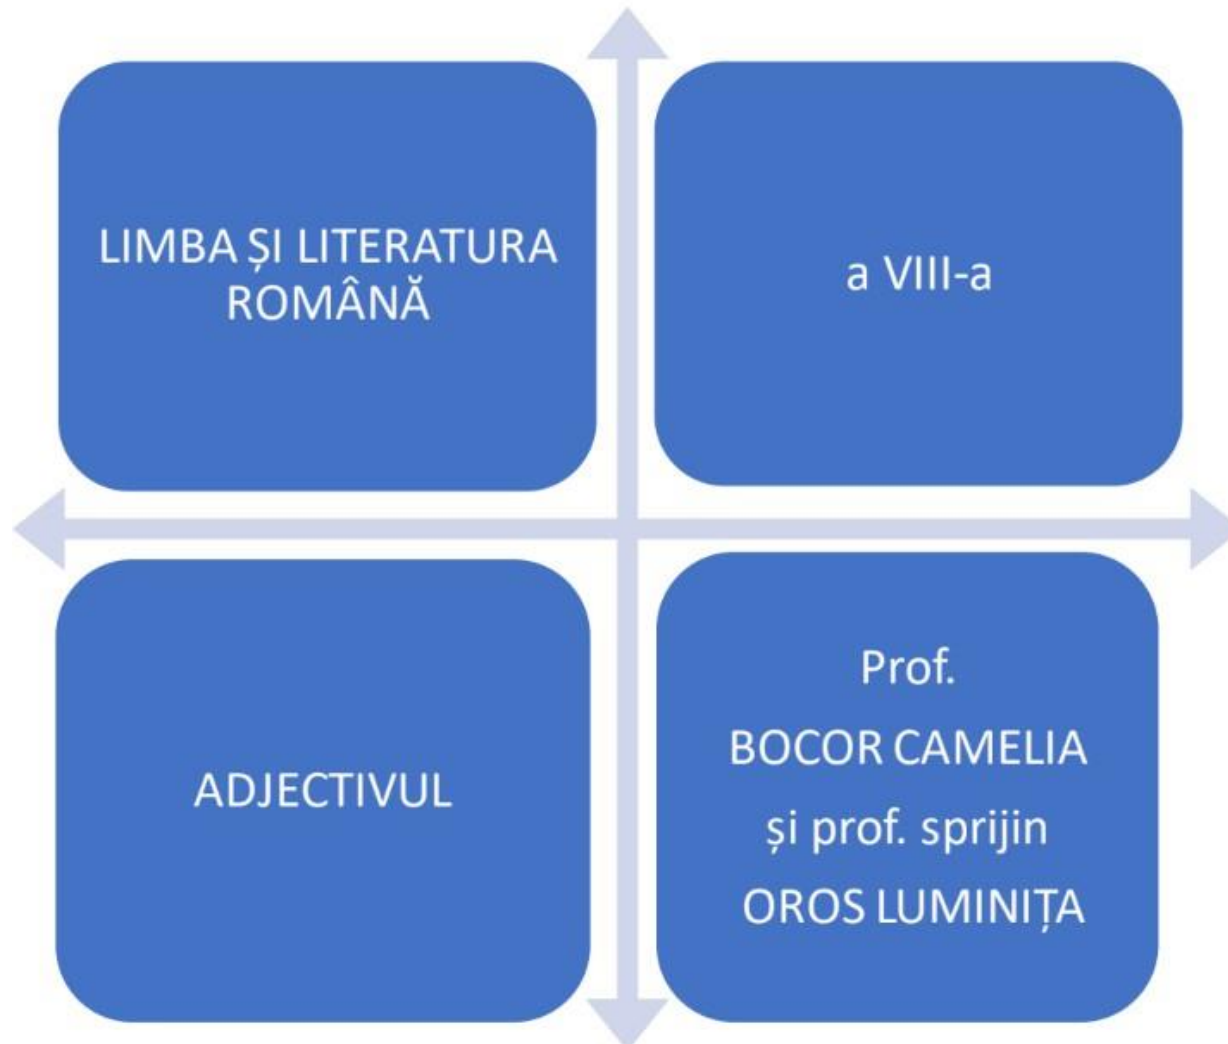 LIMBA ȘI LITERATURA
ROMÂNĂ
a VIII-a
ADJECTIVUL
Prof.
BOCOR CAMELIA
și prof. sprijin
OROS LUMINIȚA